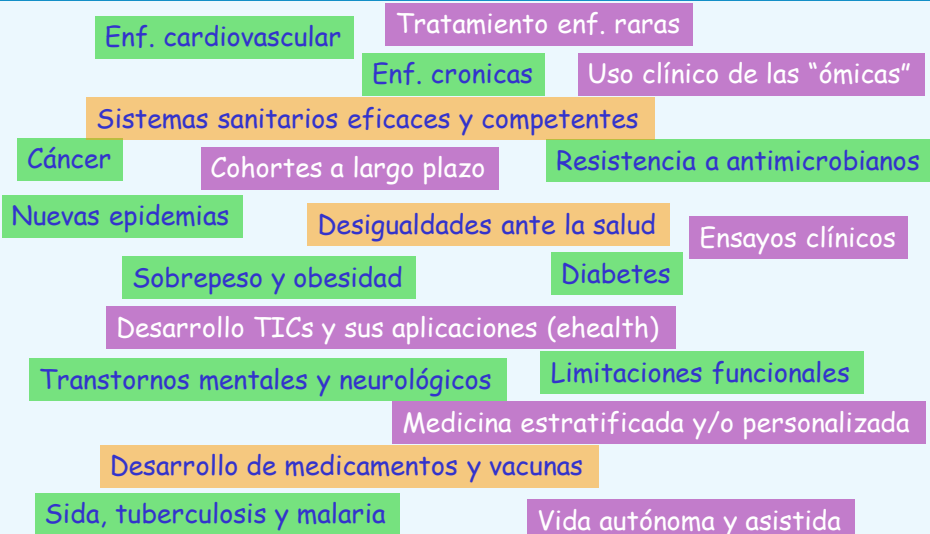 Enf. cardiovascular
Tratamiento enf. raras
Enf. cronicas
Uso clínico de las “ómicas”
Sistemas sanitarios eficaces y competentes
Cáncer
Cohortes a largo plazo
Resistencia a antimicrobianos
Nuevas epidemias
Desigualdades ante la salud
Ensayos clínicos
Sobrepeso y obesidad
Diabetes
Desarrollo TICs y sus aplicaciones (ehealth)
Transtornos mentales y neurológicos
Limitaciones funcionales
Medicina estratificada y/o personalizada
Desarrollo de medicamentos y vacunas
Sida, tuberculosis y malaria
Vida autónoma y asistida